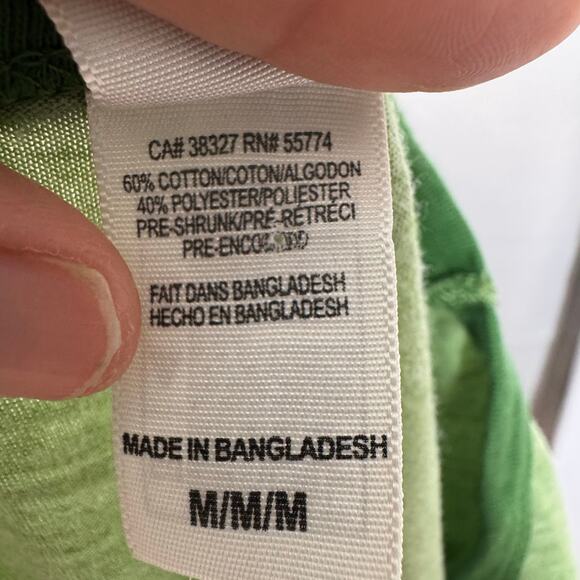 CA# 38327 RN# 55774
60% COTTON/COTON/ALGODON
40% POLYESTER/POLIESTER
PRE-SHRUNK/PRÉ-RÉTRÉCI
FAIT DANS BANGLADESH
HECHO EN BANGLADESH
MADE IN BANGLADESH
M/M/M